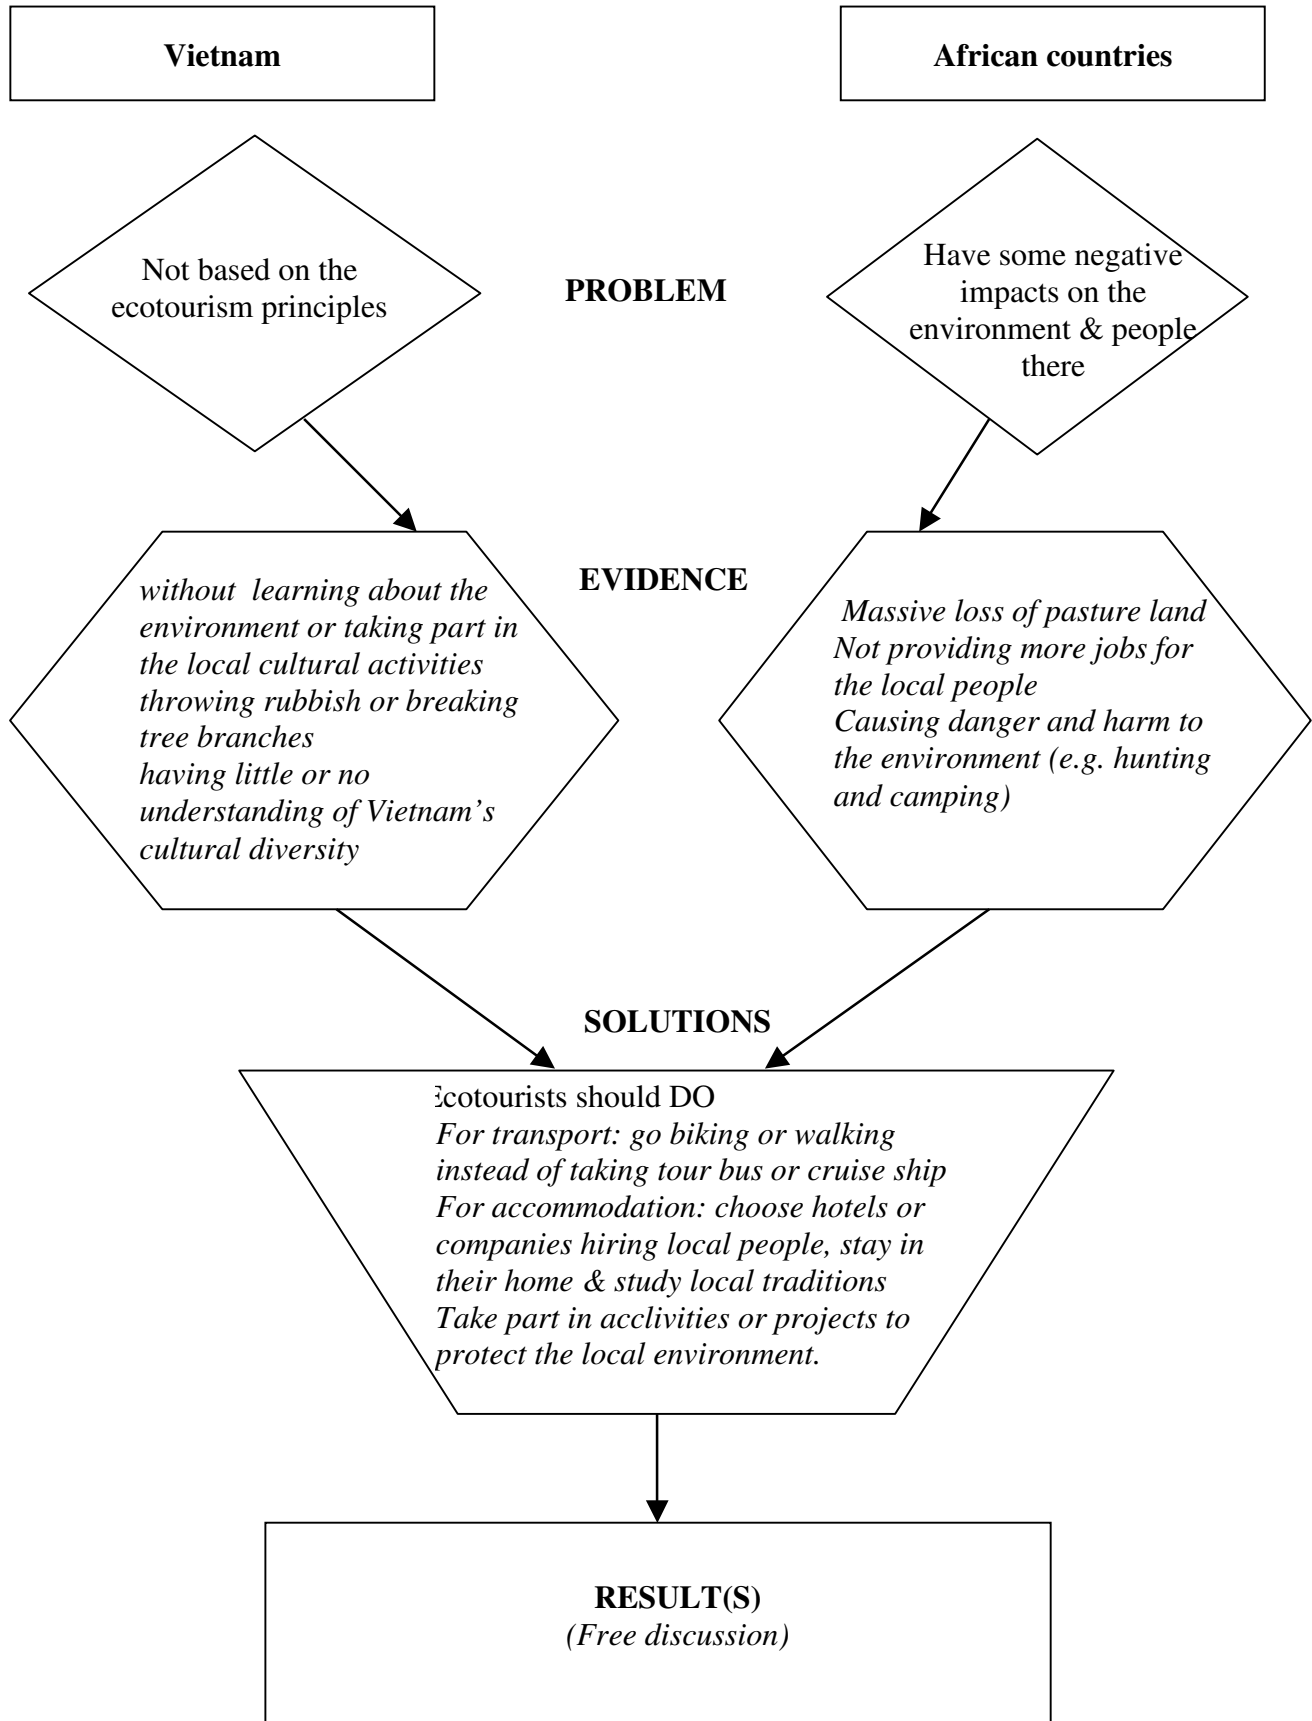 Vietnam
African countries
Not based on the
ecotourism principles
PROBLEM
Have some negative
impacts on the
environment & people
there
without learning about the
environment or taking part in
the local cultural activities
throwing rubbish or breaking
tree branches
having little or no
understanding of Vietnam's
cultural diversity
EVIDENCE
Massive loss of pasture land
Not providing more jobs for
the local people
Causing danger and harm to
the environment (e.g. hunting
and camping)
SOLUTIONS
Ecotourists should DO
For transport: go biking or walking
instead of taking tour bus or cruise ship
For accommodation: choose hotels or
companies hiring local people, stay in
their home & study local traditions
Take part in acclivities or projects to
protect the local environment.
RESULT(S)
(Free discussion)